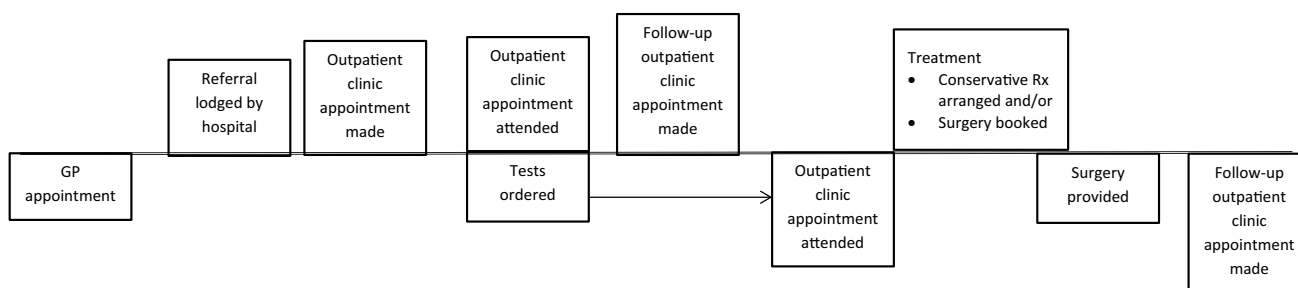 GP
appointment
Referral
lodged by
hospital
Outpatient
clinic
appointment
made
Outpatient
clinic
appointment
attended
Tests
ordered
Follow-up
outpatient
clinic
appointment
made
Outpatient
clinic
appointment
attended
Treatment
• Conservative Rx
arranged and/or
• Surgery booked
Surgery
provided
Follow-up
outpatient
clinic
appointment
made